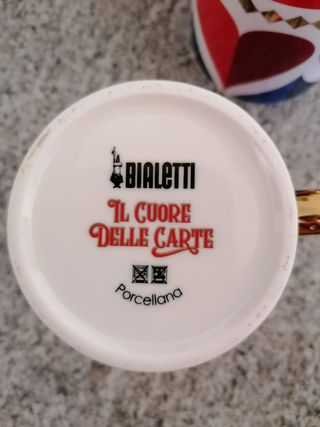 BIALETTI
IL CUORE
DELLE CARTE
Porcellana